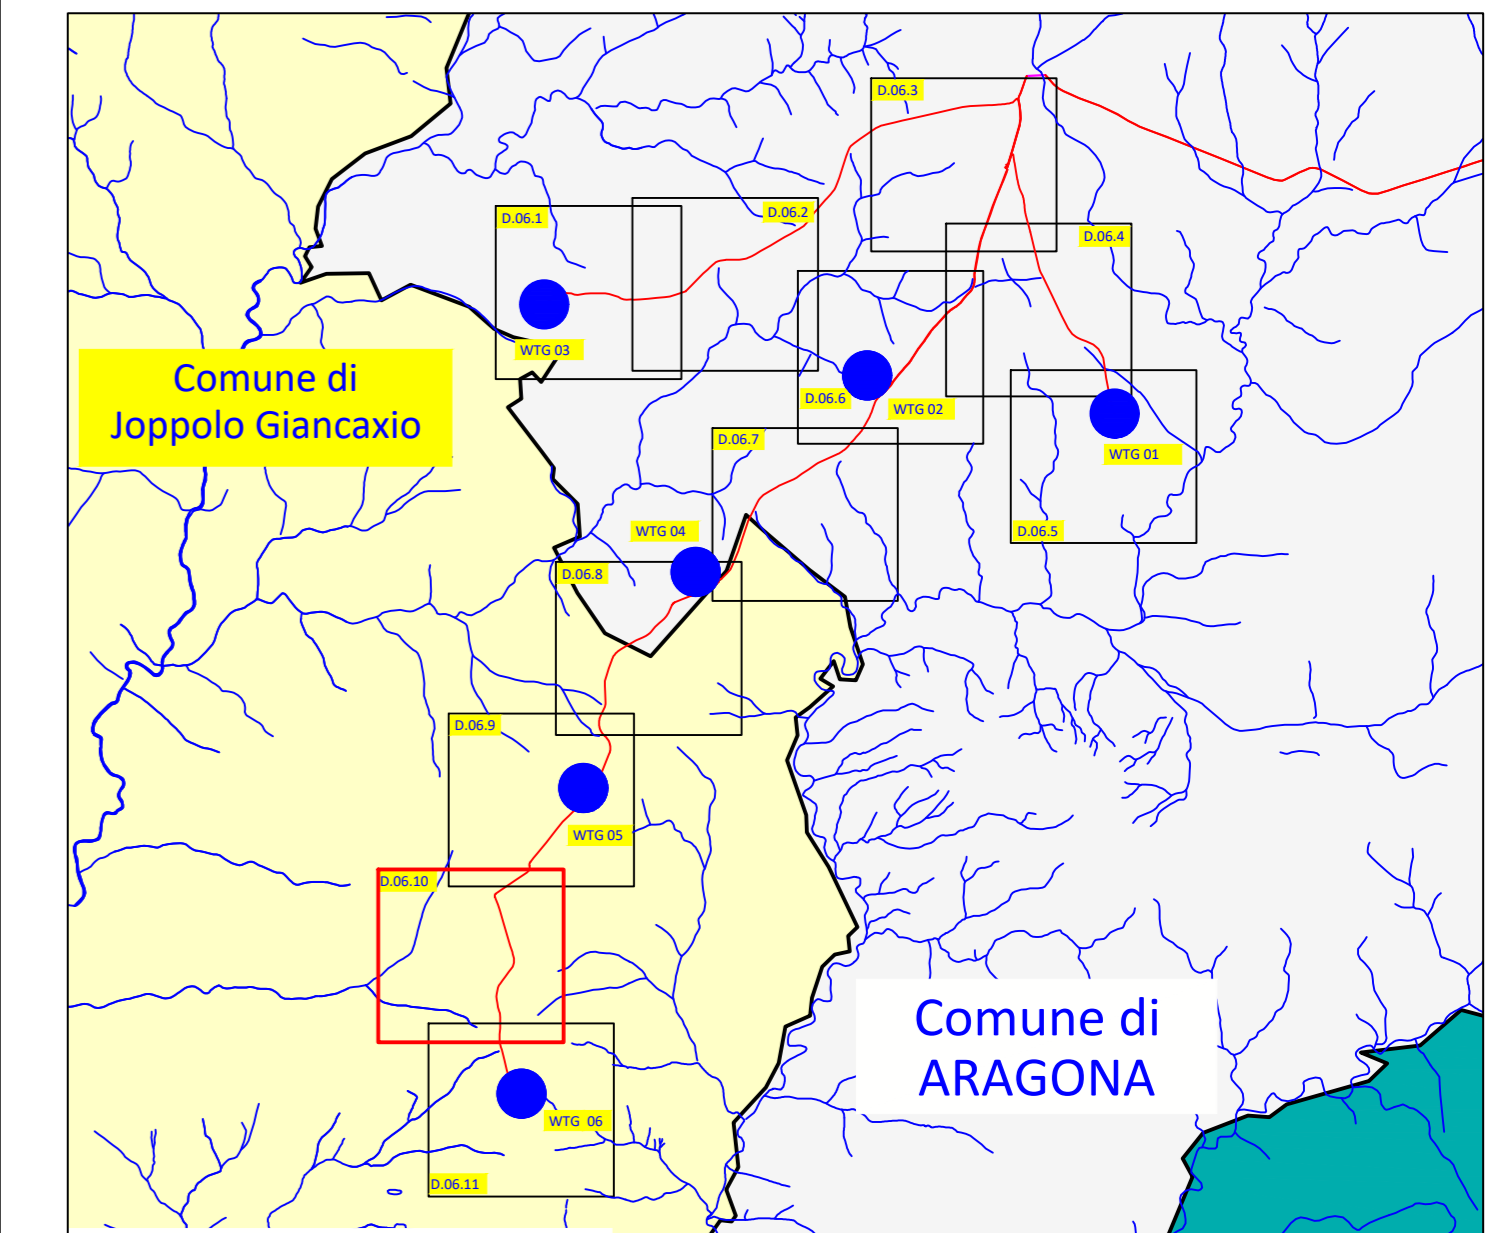 D.06.3
D.06.1
D.06.2
D.06.4
WTG 03
Comune di
Joppolo Giancaxio
D.06.6
WTG 02
D.06.7
WTG 01
WTG 04
D.06.5
D.06.8
D.06.9
WTG 05
D.06.10
Comune di
ARAGONA
WTG 06
D.06.11